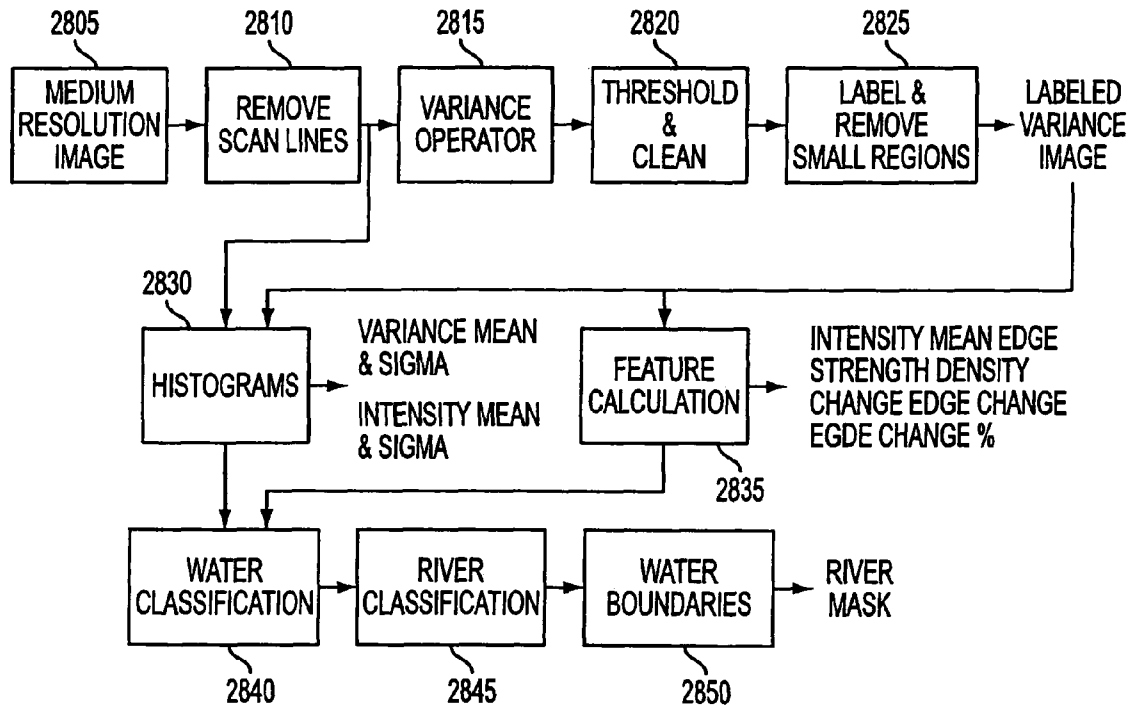 2805
2810
2815
2820
2825
MEDIUM
RESOLUTION
IMAGE
REMOVE
SCAN LINES
VARIANCE
OPERATOR
THRESHOLD
&
CLEAN
LABEL &
REMOVE
SMALL REGIONS
LABELED
VARIANCE
IMAGE
2830
HISTOGRAMS
VARIANCE MEAN
& SIGMA
INTENSITY MEAN
& SIGMA
FEATURE
CALCULATION
2835
INTENSITY MEAN EDGE
STRENGTH DENSITY
CHANGE EDGE CHANGE
EGDE CHANGE %
WATER
CLASSIFICATION
RIVER
CLASSIFICATION
WATER
BOUNDARIES
RIVER
MASK
2840
2845
2850